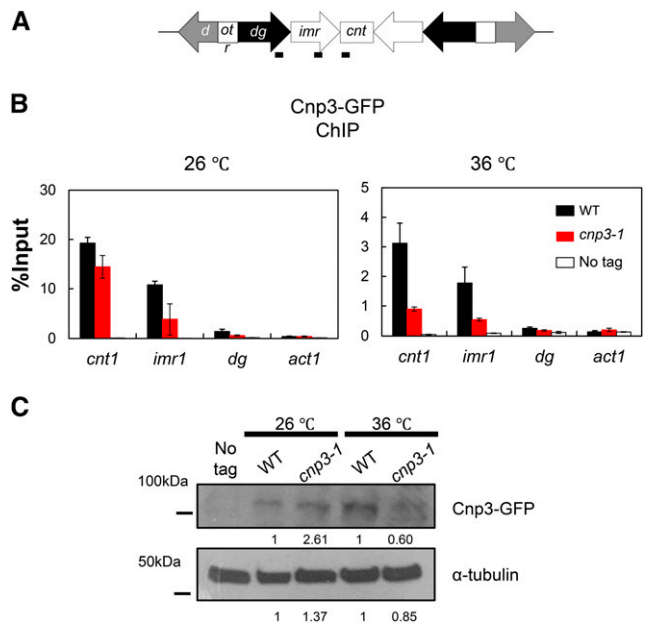 A
d ot r dg imr cnt
B
Cnp3-GFP
ChIP
26 ℃ 36 ℃
%Input
30
20
10
0
cnt1 imr1 dg act1
5
4
3
2
1
0
WT
cnp3-1
No tag
cnt1 imr1 dg act1
C
26 ℃ 36 ℃
No tag WT cnp3-1 WT cnp3-1
100kDa
Cnp3-GFP
1 2.61 1 0.60
50kDa
α-tubulin
1 1.37 1 0.85